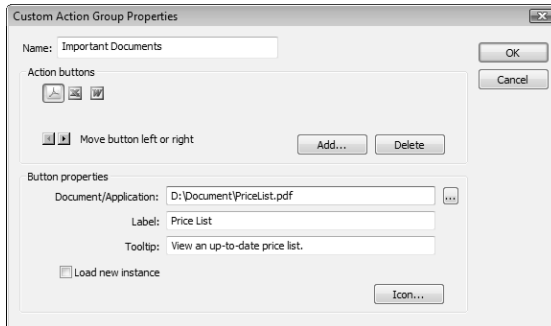 Custom Action Group Properties
Name: Important Documents
OK
Action buttons
Cancel
Move button left or right
Add...
Delete
Button properties
Document/Application: D:\Document\PriceList.pdf ...
Label: Price List
Tooltip: View an up-to-date price list.
Load new instance
Icon...